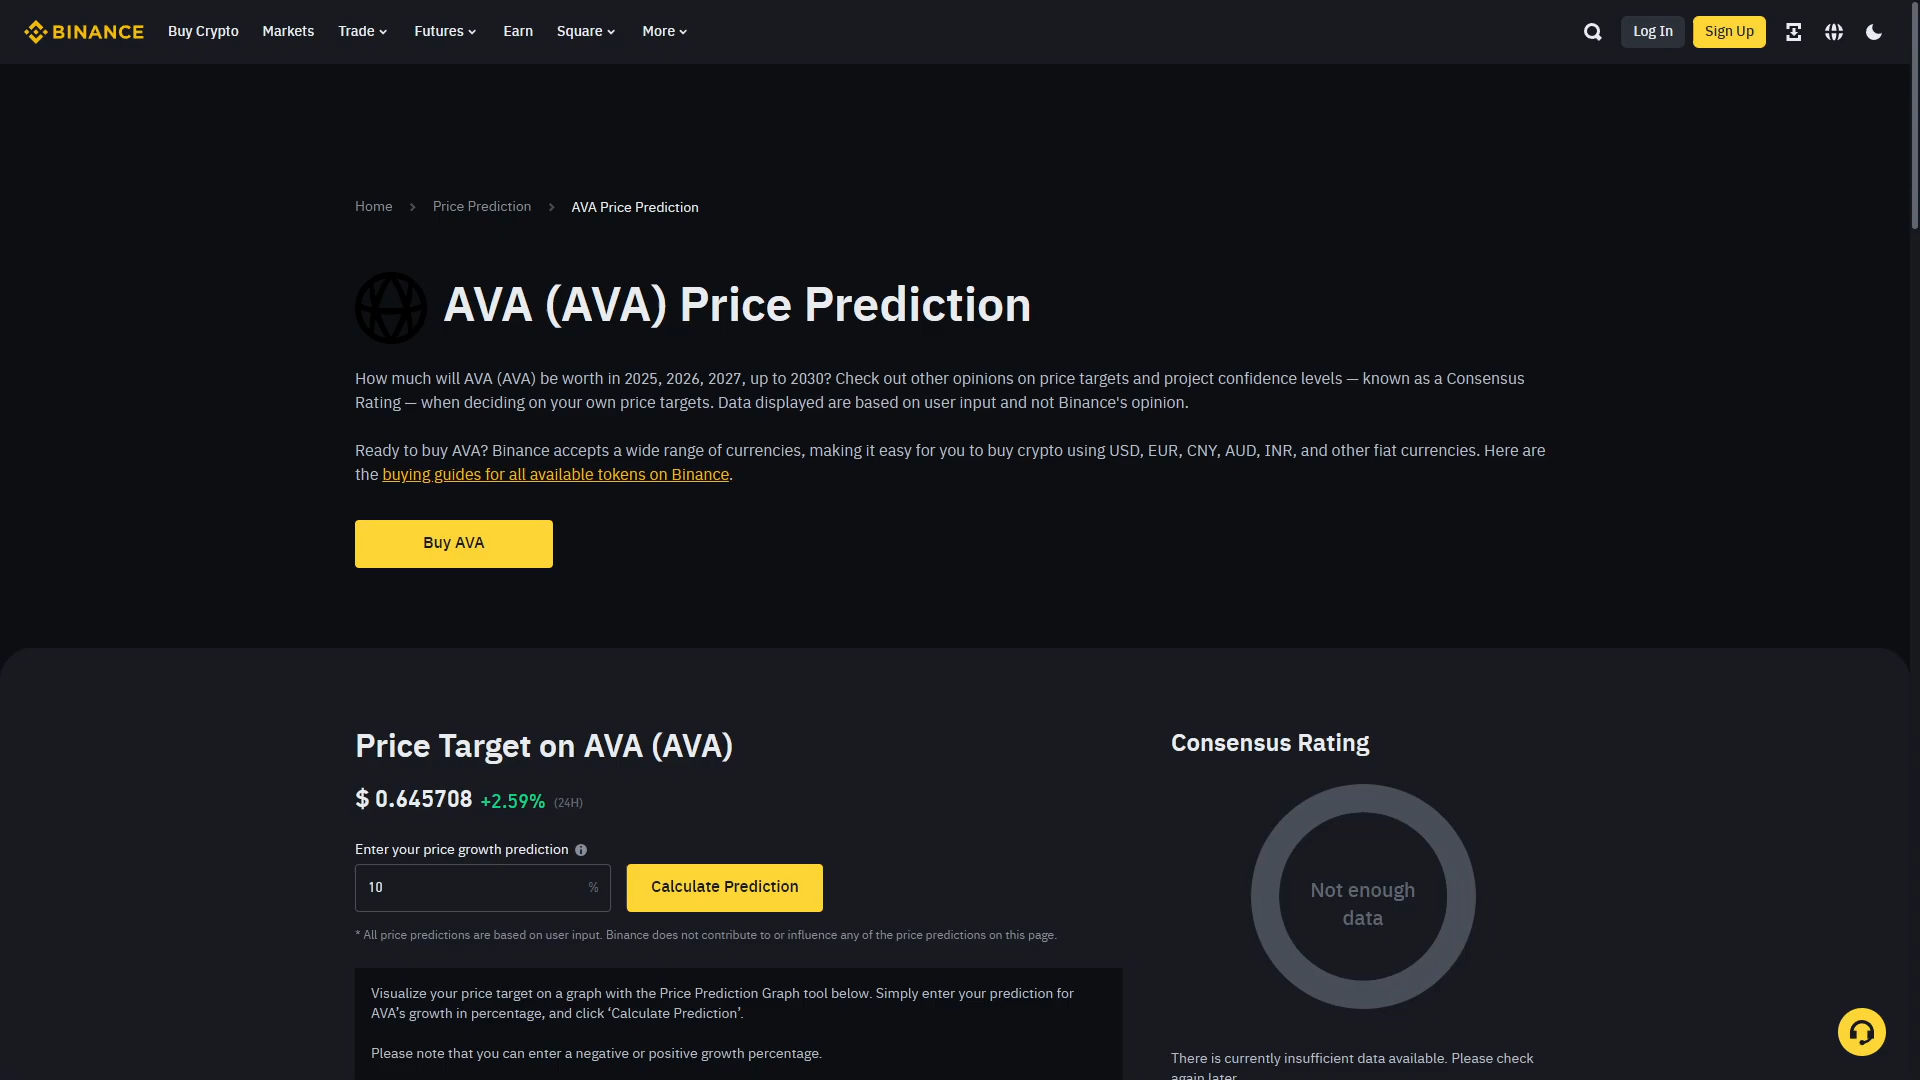 BINANCE
Buy Crypto
Markets
Trade
Futures
Earn
Square
More
Log In
Sign Up
Home
Price Prediction
AVA Price Prediction
AVA (AVA) Price Prediction
How much will AVA (AVA) be worth in 2025, 2026, 2027, up to 2030? Check out other opinions on price targets and project confidence levels — known as a Consensus
Rating — when deciding on your own price targets. Data displayed are based on user input and not Binance's opinion.
Ready to buy AVA? Binance accepts a wide range of currencies, making it easy for you to buy crypto using USD, EUR, CNY, AUD, INR, and other fiat currencies. Here are
the buying guides for all available tokens on Binance.
Buy AVA
Price Target on AVA (AVA)
$ 0.645708 +2.59% (24H)
Enter your price growth prediction
10 %
Calculate Prediction
* All price predictions are based on user input. Binance does not contribute to or influence any of the price predictions on this page.
Visualize your price target on a graph with the Price Prediction Graph tool below. Simply enter your prediction for
AVA’s growth in percentage, and click ‘Calculate Prediction’.
Please note that you can enter a negative or positive growth percentage.
Consensus Rating
Not enough
data
There is currently insufficient data available. Please check
again later.